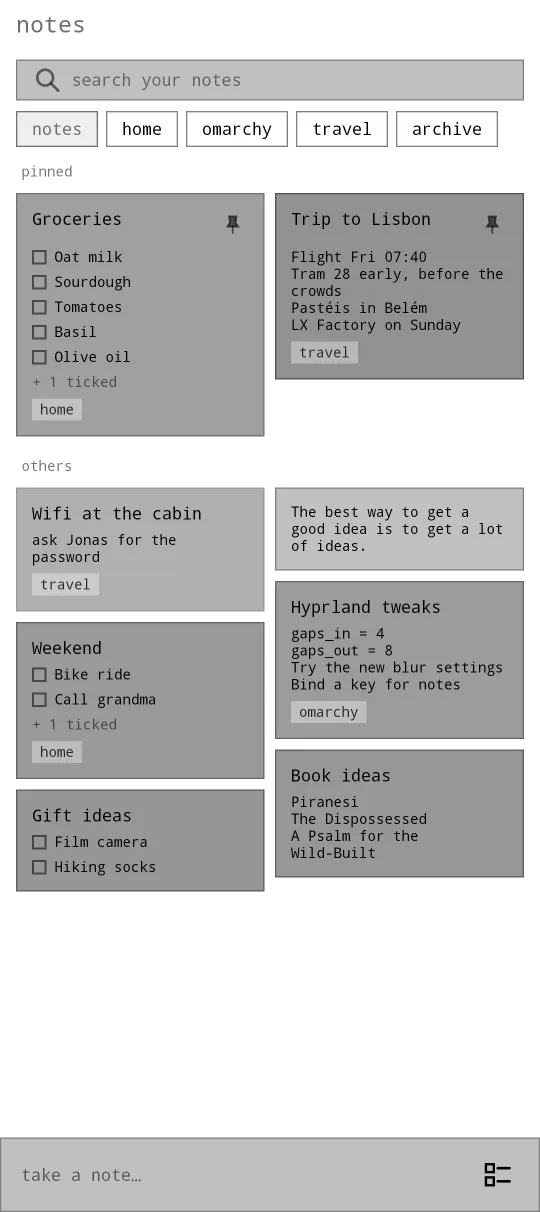 notes
search your notes
notes home omarchy travel archive
pinned
Groceries
Oat milk
Sourdough
Tomatoes
Basil
Olive oil
+ 1 ticked
home
Trip to Lisbon
Flight Fri 07:40
Tram 28 early, before the
crowds
Pastéis in Belém
LX Factory on Sunday
travel
others
Wifi at the cabin
ask Jonas for the
password
travel
The best way to get a
good idea is to get a lot
of ideas.
Weekend
Bike ride
Call grandma
+ 1 ticked
home
Hyprland tweaks
gaps_in = 4
gaps_out = 8
Try the new blur settings
Bind a key for notes
omarchy
Gift ideas
Film camera
Hiking socks
Book ideas
Piranesi
The Dispossessed
A Psalm for the
Wild-Built
take a note…